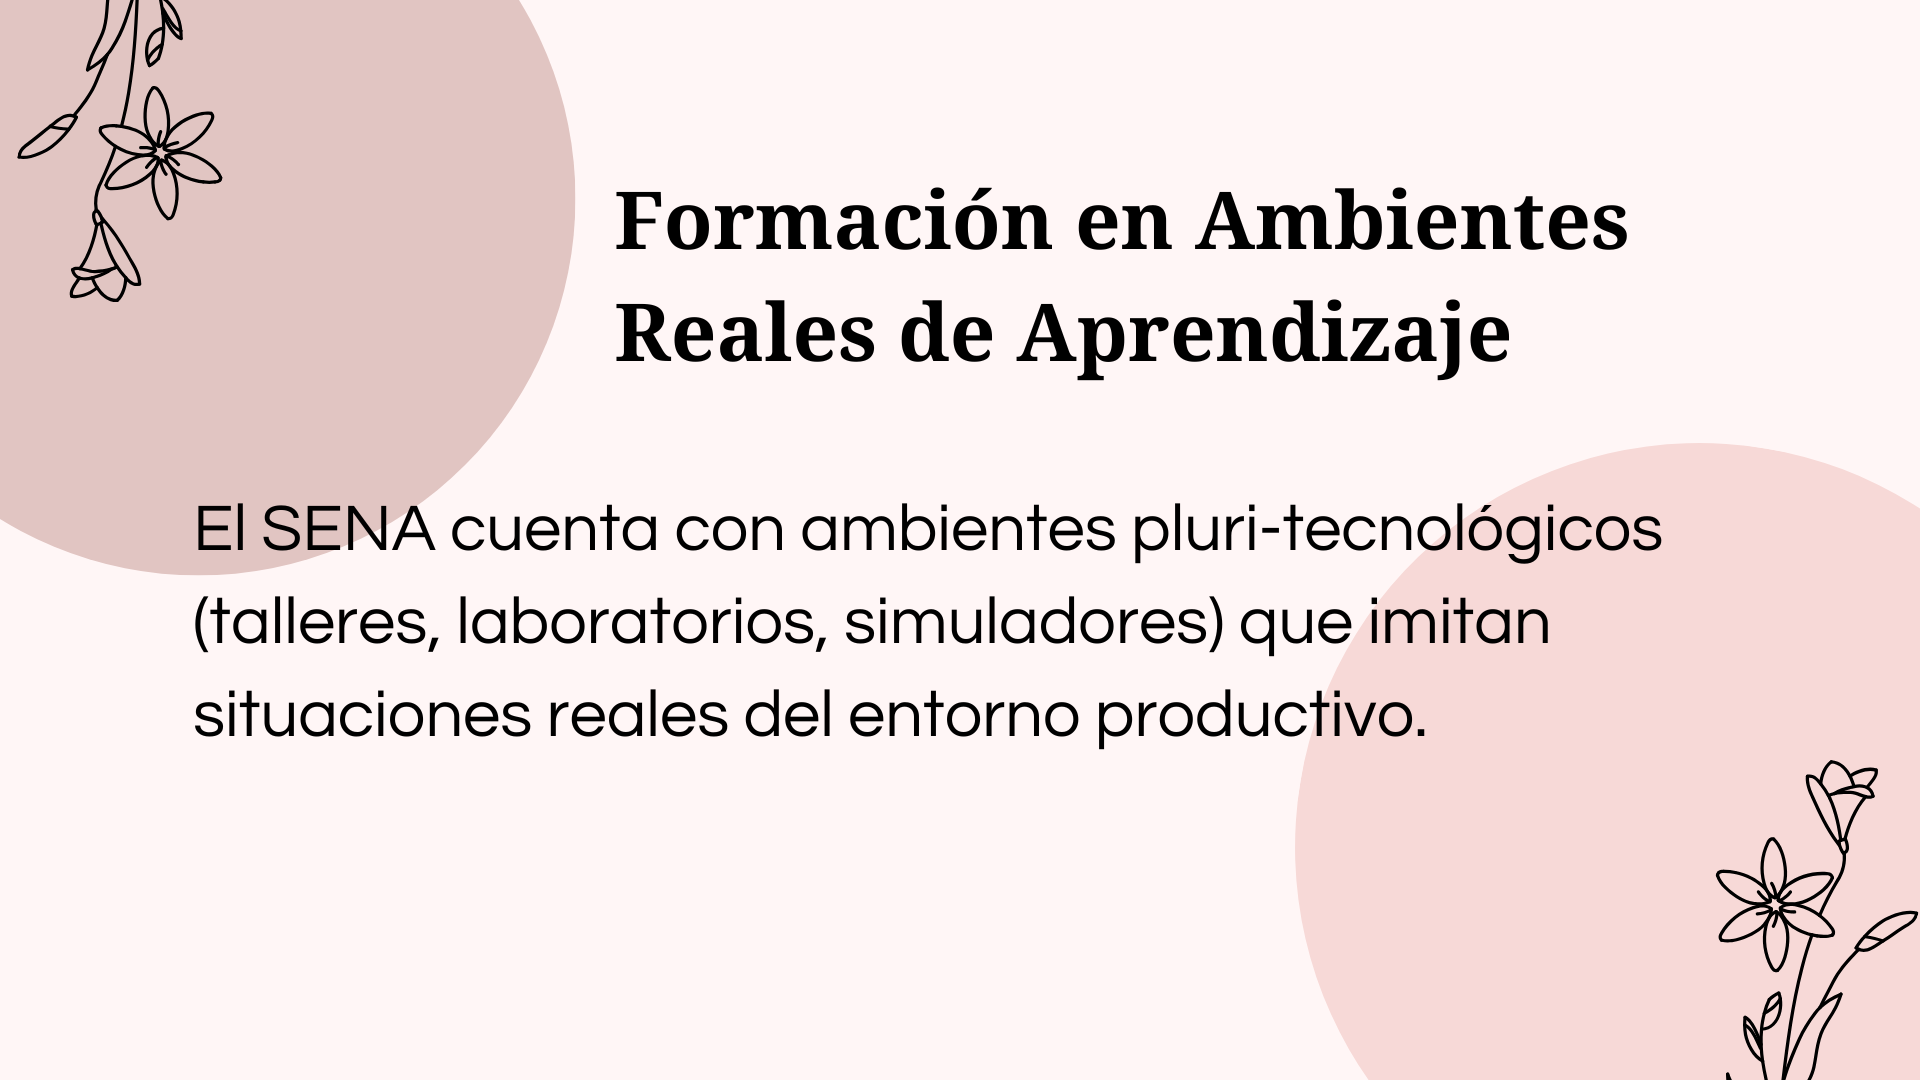 Formación en Ambientes
Reales de Aprendizaje
El SENA cuenta con ambientes pluri-tecnológicos
(talleres, laboratorios, simuladores) que imitan
situaciones reales del entorno productivo.